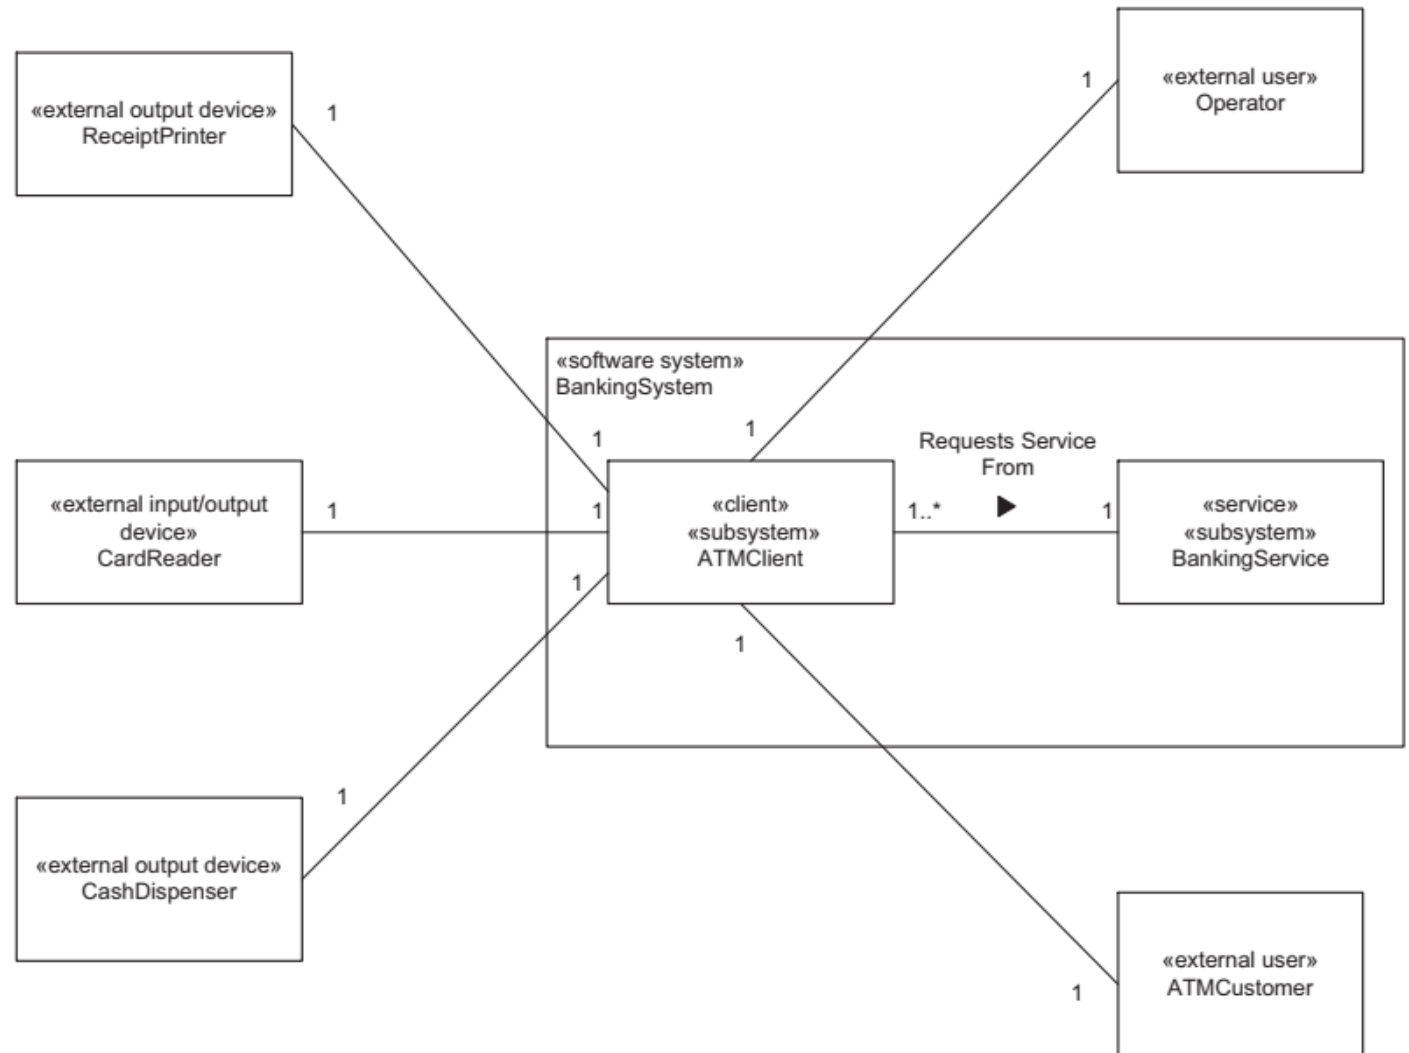 «external output device»
ReceiptPrinter
1
1
«external user»
Operator
«software system»
BankingSystem
1
1
Requests Service
From
«external input/output
device»
CardReader
1
1
«client»
«subsystem»
ATMClient
1..*
1
«service»
«subsystem»
BankingService
1
1
1
«external output device»
CashDispenser
1
«external user»
ATMCustomer